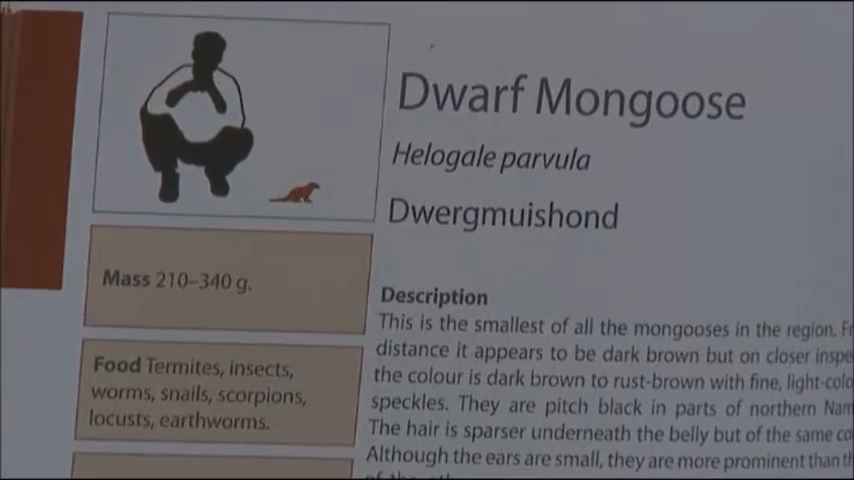 Dwarf Mongoose
Helogale parvula
Dwergmuishond
Mass 210–340 g.
Food Termites, insects,
worms, snails, scorpions,
locusts, earthworms.
Description
This is the smallest of all the mongooses in the region.
distance it appears to be dark brown but on closer
the colour is dark brown to rust-brown with fine,
speckles. They are pitch black in parts of northern
The hair is sparser underneath the belly but of the same
Although the ears are small, they are more prominent than